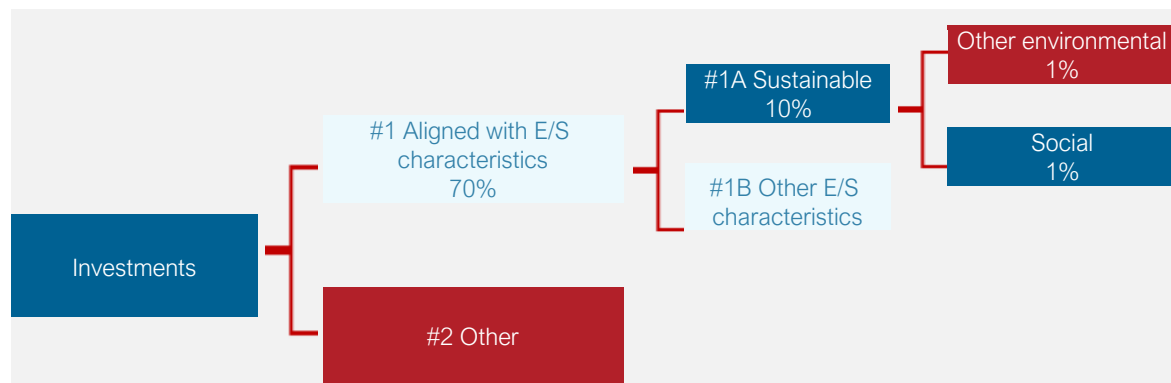 Other environmental
1%
#1A Sustainable
10%
#1 Aligned with E/S
characteristics
70%
Social
1%
#1B Other E/S
characteristics
Investments
#2 Other